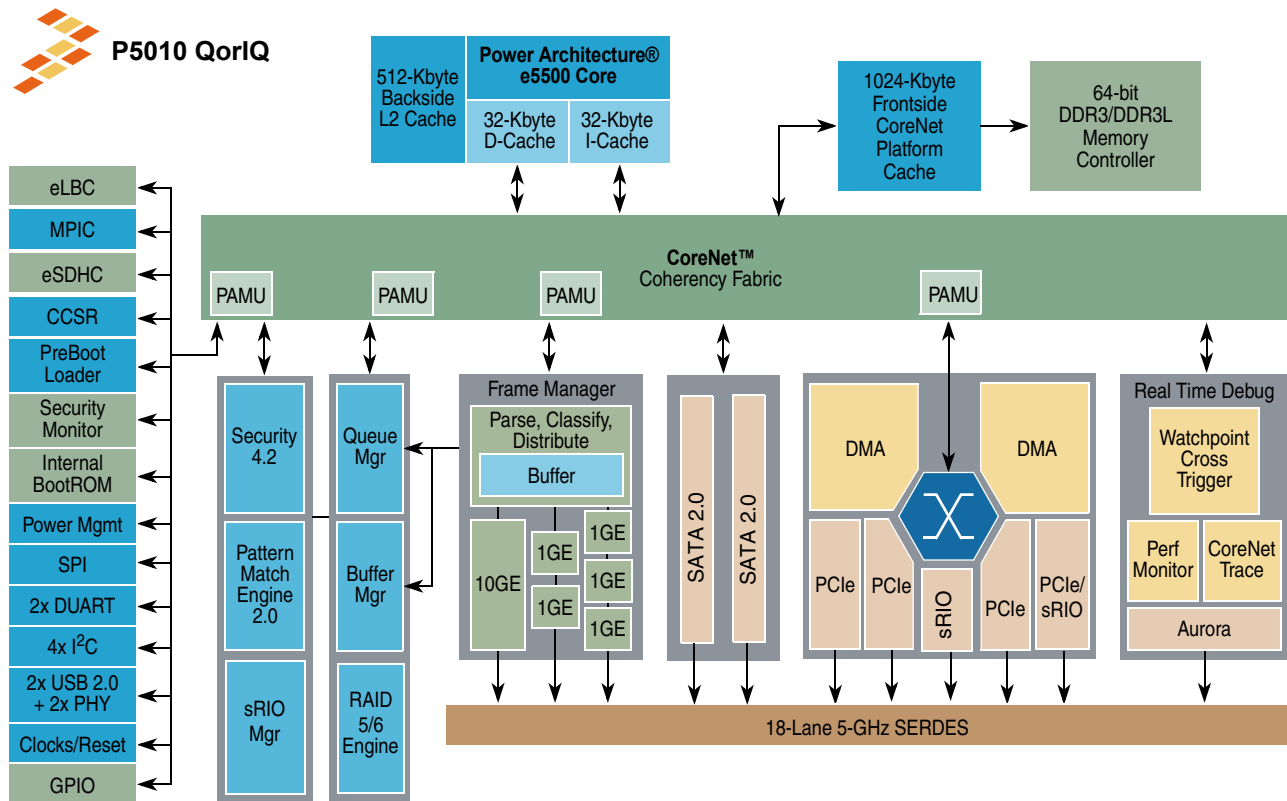 P5010 QorIQ
512-Kbyte
Backside
L2 Cache
Power Architecture®
e5500 Core
32-Kbyte
D-Cache
32-Kbyte
I-Cache
1024-Kbyte
Frontside
CoreNet
Platform
Cache
64-bit
DDR3/DDR3L
Memory
Controller
eLBC
MPIC
eSDHC
CCSR
PreBoot
Loader
Security
Monitor
Internal
BootROM
Power Mgmt
SPI
2x DUART
4x I²C
2x USB 2.0
+ 2x PHY
Clocks/Reset
GPIO
CoreNet™
Coherency Fabric
PAMU
PAMU
PAMU
PAMU
Security
4.2
Pattern
Match
Engine
2.0
sRIO
Mgr
Queue
Mgr
Buffer
Mgr
RAID
5/6
Engine
Frame Manager
Parse, Classify,
Distribute
Buffer
10GE
1GE
1GE
1GE
1GE
1GE
SATA 2.0
SATA 2.0
DMA
DMA
PCIe
PCIe
sRIO
PCIe
PCIe/
sRIO
Real Time Debug
Watchpoint
Cross
Trigger
Perf
Monitor
CoreNet
Trace
Aurora
18-Lane 5-GHz SERDES